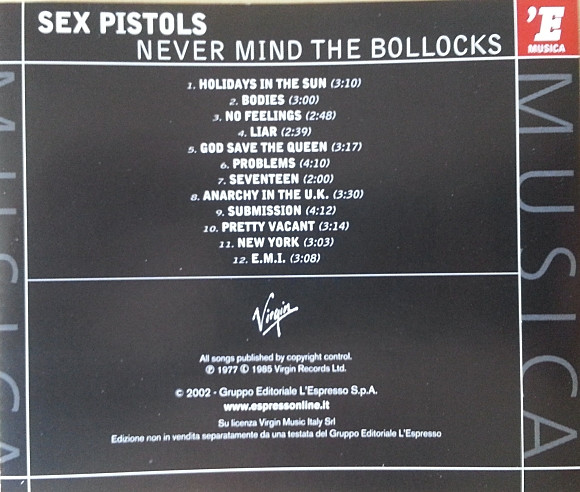 SEX PISTOLS
NEVER MIND THE BOLLOCKS
'E
MUSICA
1. HOLIDAYS IN THE SUN (3:10)
2. BODIES (3:00)
3. NO FEELINGS (2:48)
4. LIAR (2:39)
5. GOD SAVE THE QUEEN (3:17)
6. PROBLEMS (4:10)
7. SEVENTEEN (2:00)
8. ANARCHY IN THE U.K. (3:30)
9. SUBMISSION (4:12)
10. PRETTY VACANT (3:14)
11. NEW YORK (3:03)
12. E.M.I. (3:08)
Virgin
All songs published by copyright control.
℗ 1977 © 1985 Virgin Records Ltd.
© 2002 - Gruppo Editoriale L'Espresso S.p.A.
www.espressonline.it
Su licenza Virgin Music Italy Srl
Edizione non in vendita separatamente da una testata del Gruppo Editoriale L'Espresso
MUSICA
MUSICA